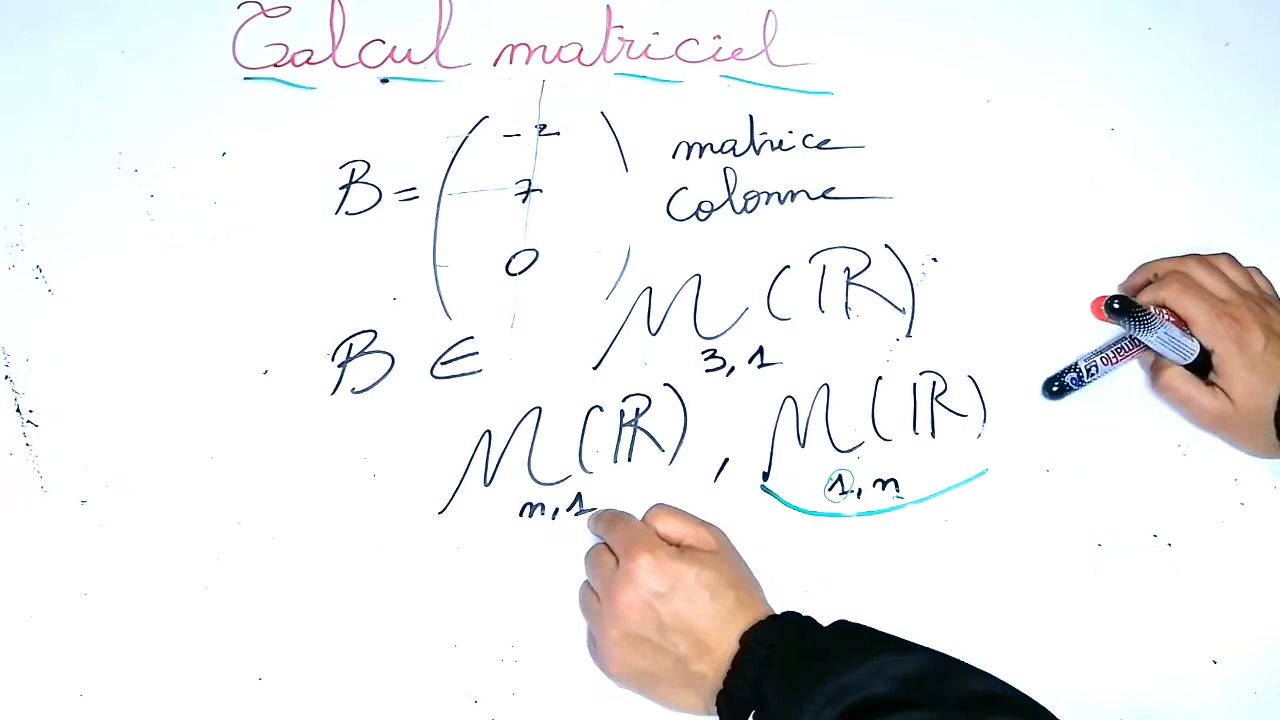 Calcul matriciel
-2
matrice
B = 7
colonne
0
B ∈ M3,1(ℝ)
Mn,1(ℝ) , M1,n(ℝ)